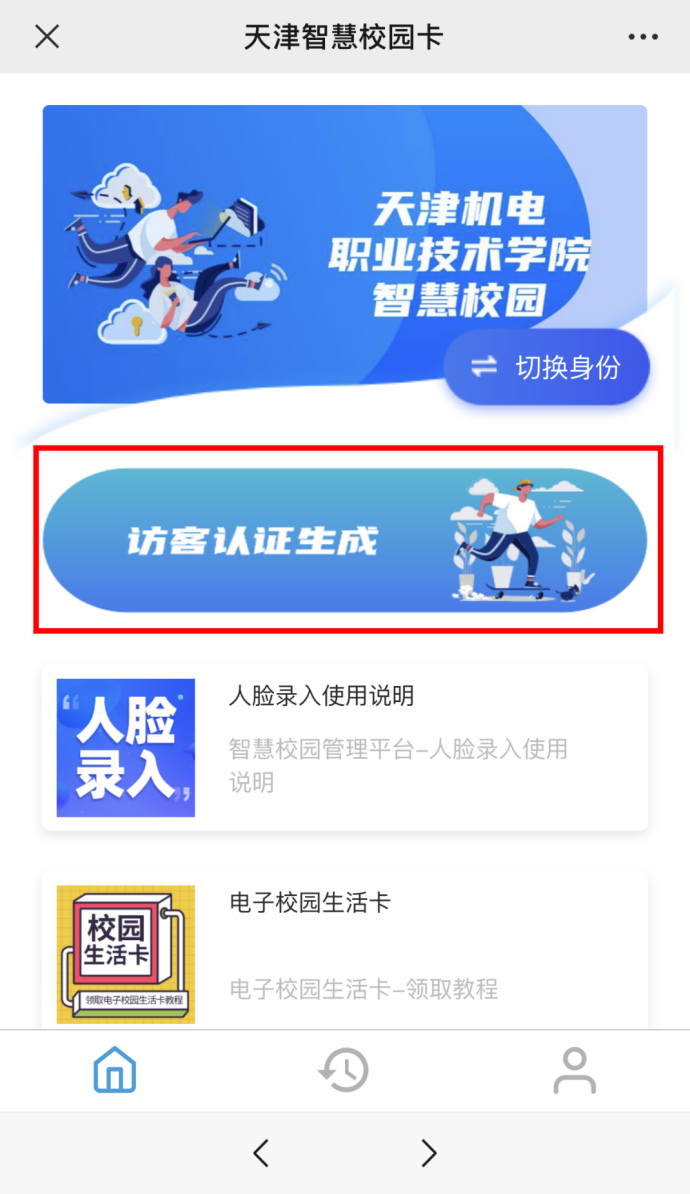 天津智慧校园卡
天津机电
职业技术学院
智慧校园
切换身份
访客认证生成
人脸
录入
人脸录入使用说明
智慧校园管理平台–人脸录入使用
说明
校园
生活卡
领取电子校园生活卡教程
电子校园生活卡
电子校园生活卡–领取教程